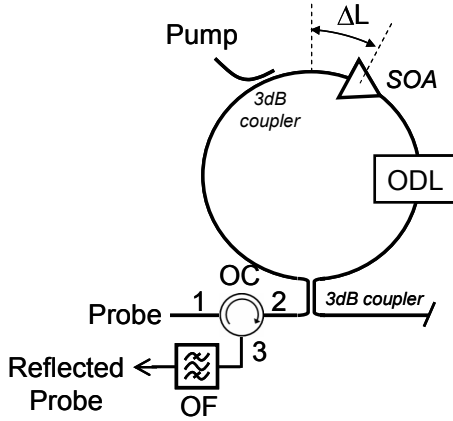 ΔL
Pump
SOA
3dB
coupler
ODL
OC
3dB coupler
Probe
1
2
3
Reflected
Probe
OF